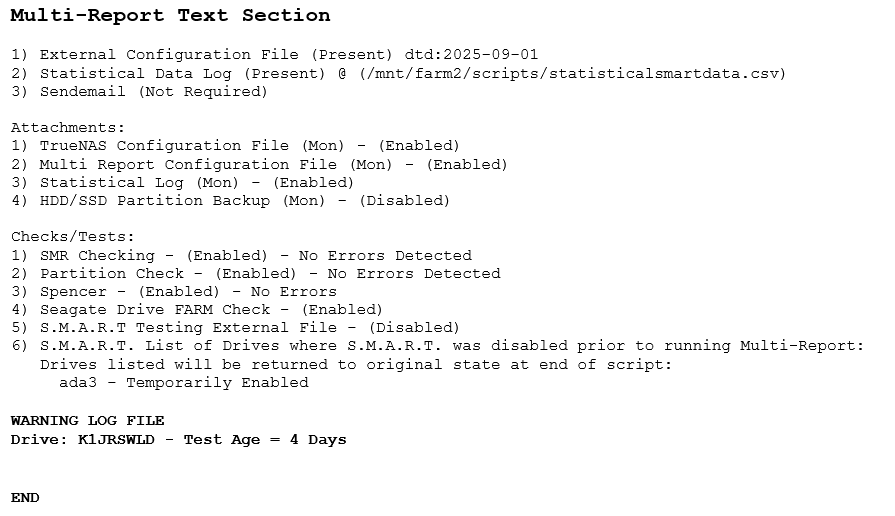 Multi-Report Text Section
1) External Configuration File (Present) dtd:2025-09-01
2) Statistical Data Log (Present) @ (/mnt/farm2/scripts/statisticalsmartdata.csv)
3) Sendemail (Not Required)
Attachments:
1) TrueNAS Configuration File (Mon) - (Enabled)
2) Multi Report Configuration File (Mon) - (Enabled)
3) Statistical Log (Mon) - (Enabled)
4) HDD/SSD Partition Backup (Mon) - (Disabled)
Checks/Tests:
1) SMR Checking - (Enabled) - No Errors Detected
2) Partition Check - (Enabled) - No Errors Detected
3) Spencer - (Enabled) - No Errors
4) Seagate Drive FARM Check - (Enabled)
5) S.M.A.R.T Testing External File - (Disabled)
6) S.M.A.R.T. List of Drives where S.M.A.R.T. was disabled prior to running Multi-Report:
Drives listed will be returned to original state at end of script:
ada3 - Temporarily Enabled
WARNING LOG FILE
Drive: K1JRSWLD - Test Age = 4 Days
END